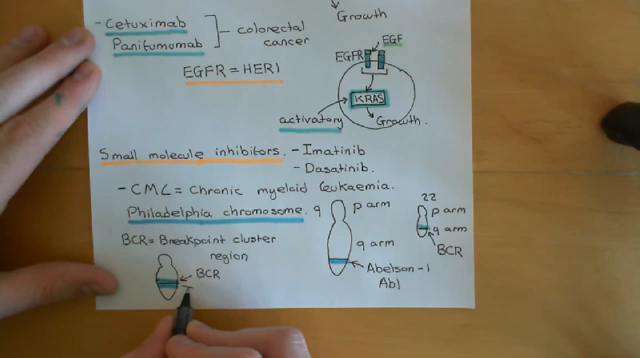 Growth
- Cetuximab
Panitumumab
colorectal
cancer
EGFR = HER1
EGFR
EGF
KRAS
activatory
Growth.
Small molecule inhibitors. - Imatinib
- Dasatinib.
- CML = Chronic myeloid leukaemia.
Philadelphia chromosome.
9
p arm
q arm
Abelson-1
Abl
22
p arm
q arm
BCR
BCR = Breakpoint cluster
region
BCR